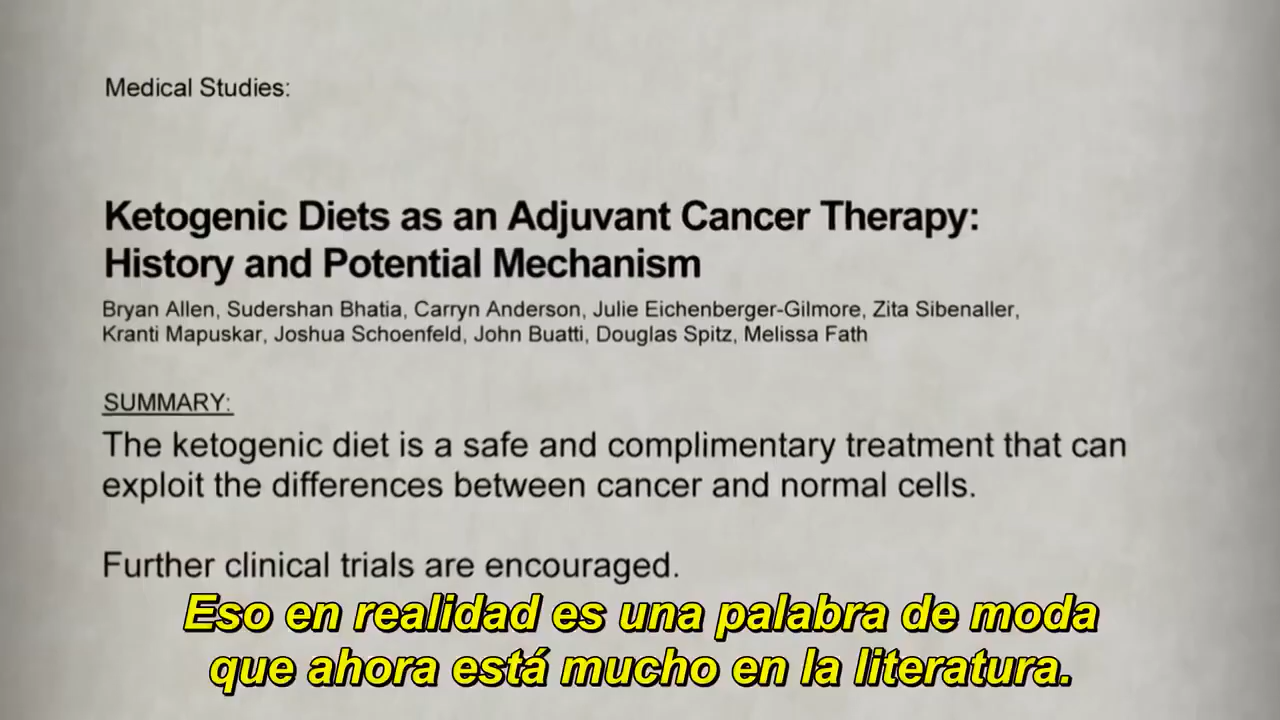 Medical Studies:
Ketogenic Diets as an Adjuvant Cancer Therapy:
History and Potential Mechanism
Bryan Allen, Sudershan Bhatia, Carryn Anderson, Julie Eichenberger-Gilmore, Zita Sibenaller,
Kranti Mapuskar, Joshua Schoenfeld, John Buatti, Douglas Spitz, Melissa Fath
SUMMARY:
The ketogenic diet is a safe and complimentary treatment that can
exploit the differences between cancer and normal cells.
Further clinical trials are encouraged.
Eso en realidad es una palabra de moda
que ahora está mucho en la literatura.